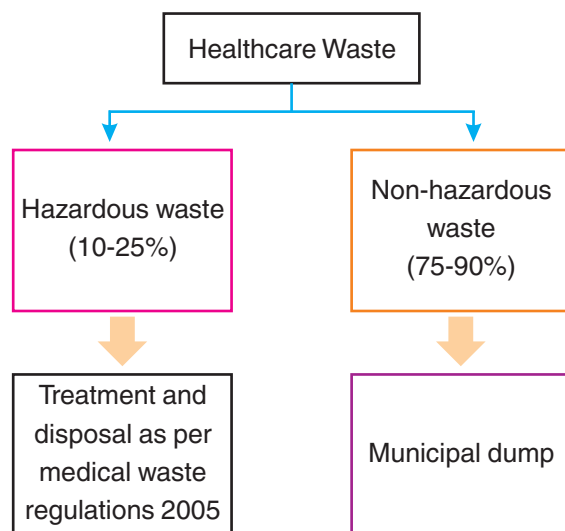 Healthcare Waste
Hazardous waste
(10-25%)
Non-hazardous
waste
(75-90%)
Treatment and
disposal as per
medical waste
regulations 2005
Municipal dump